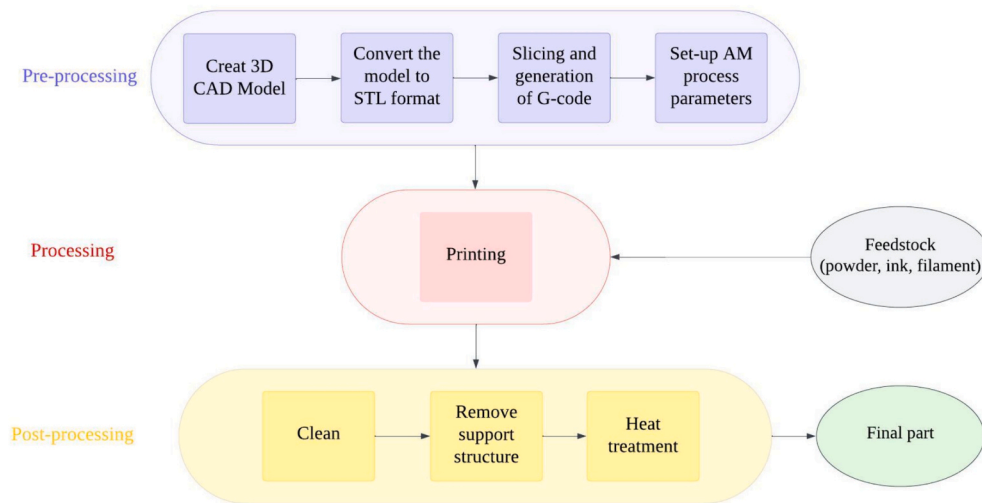 Pre-processing
Creat 3D
CAD Model
Convert the
model to
STL format
Slicing and
generation
of G-code
Set-up AM
process
parameters
Processing
Printing
Feedstock
(powder, ink, filament)
Post-processing
Clean
Remove
support
structure
Heat
treatment
Final part